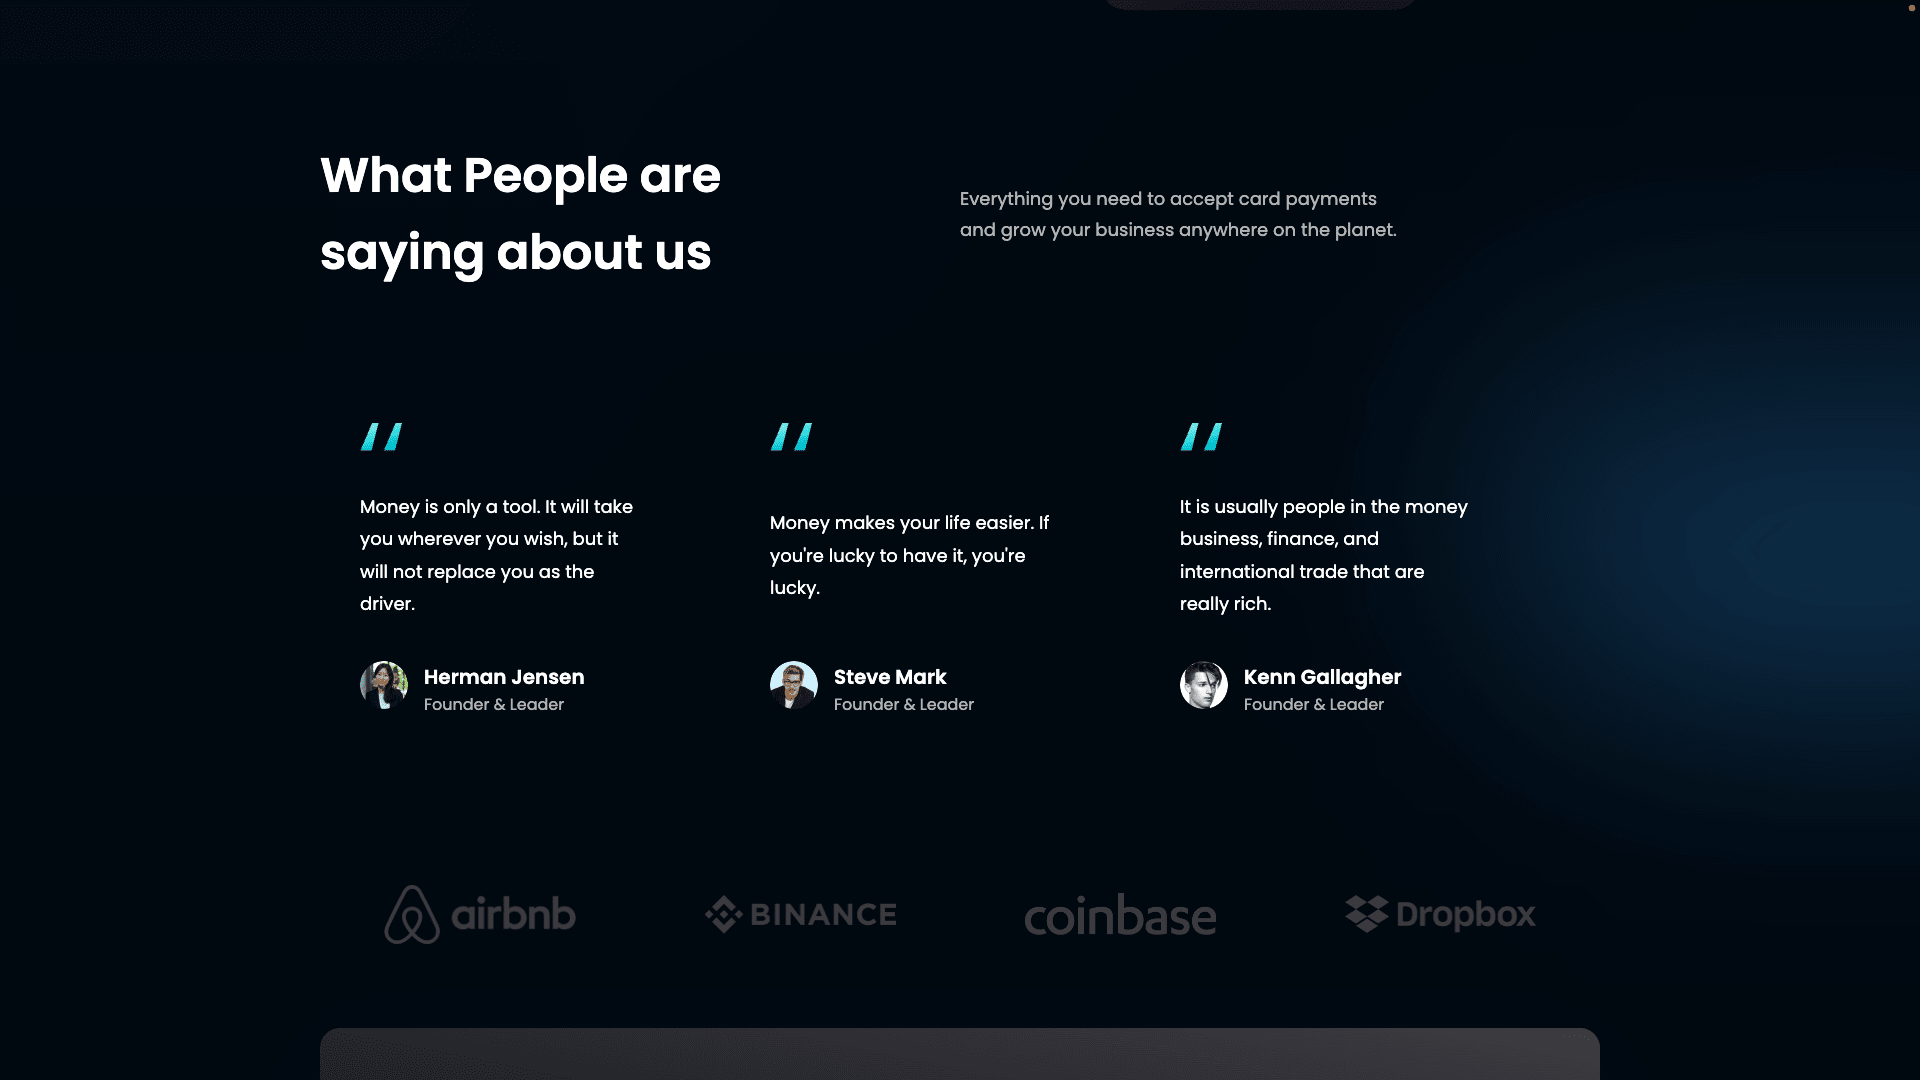 What People are
saying about us
Everything you need to accept card payments
and grow your business anywhere on the planet.
Money is only a tool. It will take
you wherever you wish, but it
will not replace you as the
driver.
Herman Jensen
Founder & Leader
Money makes your life easier. If
you're lucky to have it, you're
lucky.
Steve Mark
Founder & Leader
It is usually people in the money
business, finance, and
international trade that are
really rich.
Kenn Gallagher
Founder & Leader
airbnb
BINANCE
coinbase
Dropbox